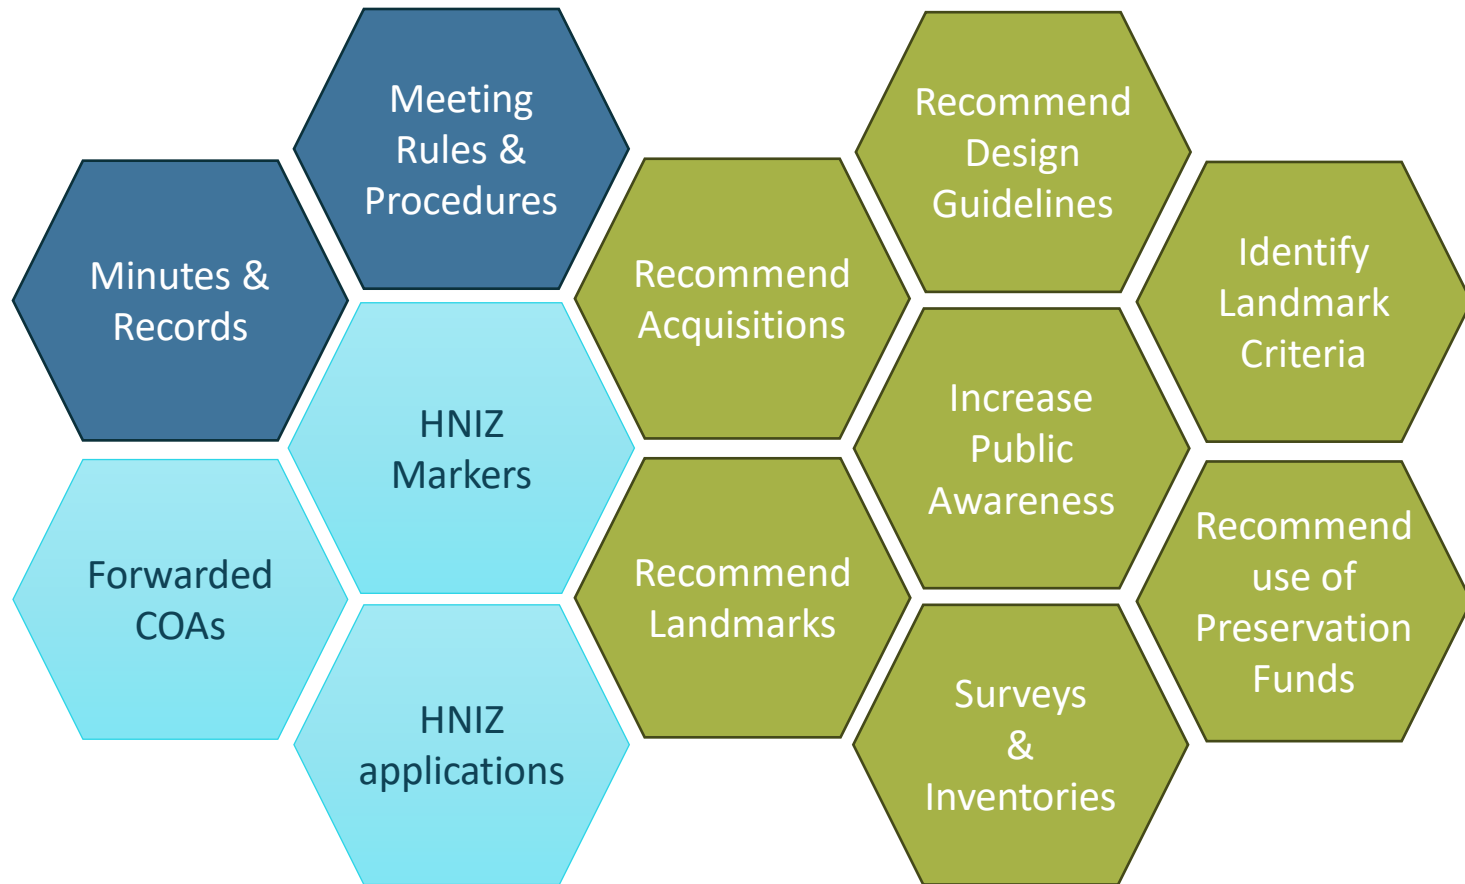 Meeting
Rules &
Procedures
Minutes &
Records
HNIZ
Markers
Forwarded
COAs
HNIZ
applications
Recommend
Acquisitions
Recommend
Landmarks
Recommend
Design
Guidelines
Increase
Public
Awareness
Surveys
&
Inventories
Identify
Landmark
Criteria
Recommend
use of
Preservation
Funds